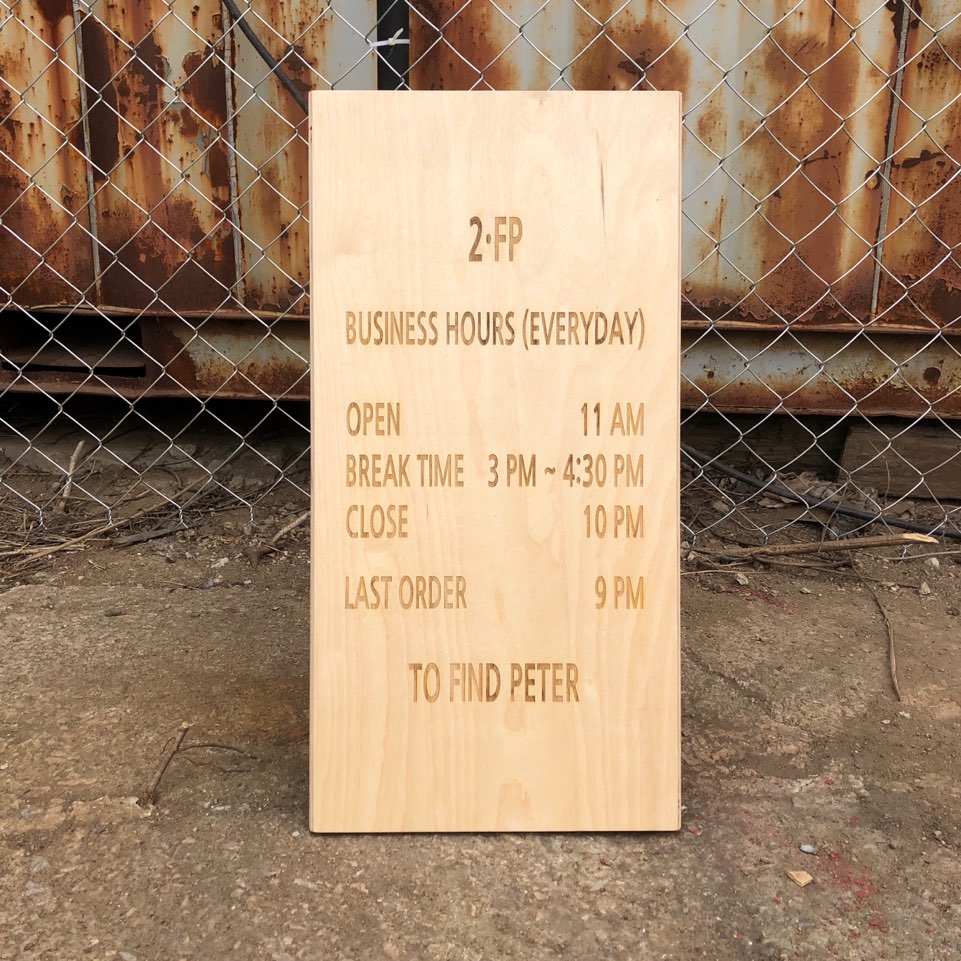 2·FP
BUSINESS HOURS (EVERYDAY)
OPEN 11 AM
BREAK TIME 3 PM ~ 4:30 PM
CLOSE 10 PM
LAST ORDER 9 PM
TO FIND PETER